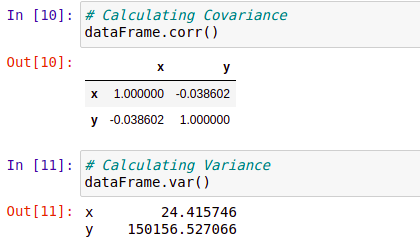 In [10]: # Calculating Covariance
dataFrame.corr()
Out[10]:
x y
x 1.000000 -0.038602
y -0.038602 1.000000
In [11]: # Calculating Variance
dataFrame.var()
Out[11]: x 24.415746
y 150156.527066